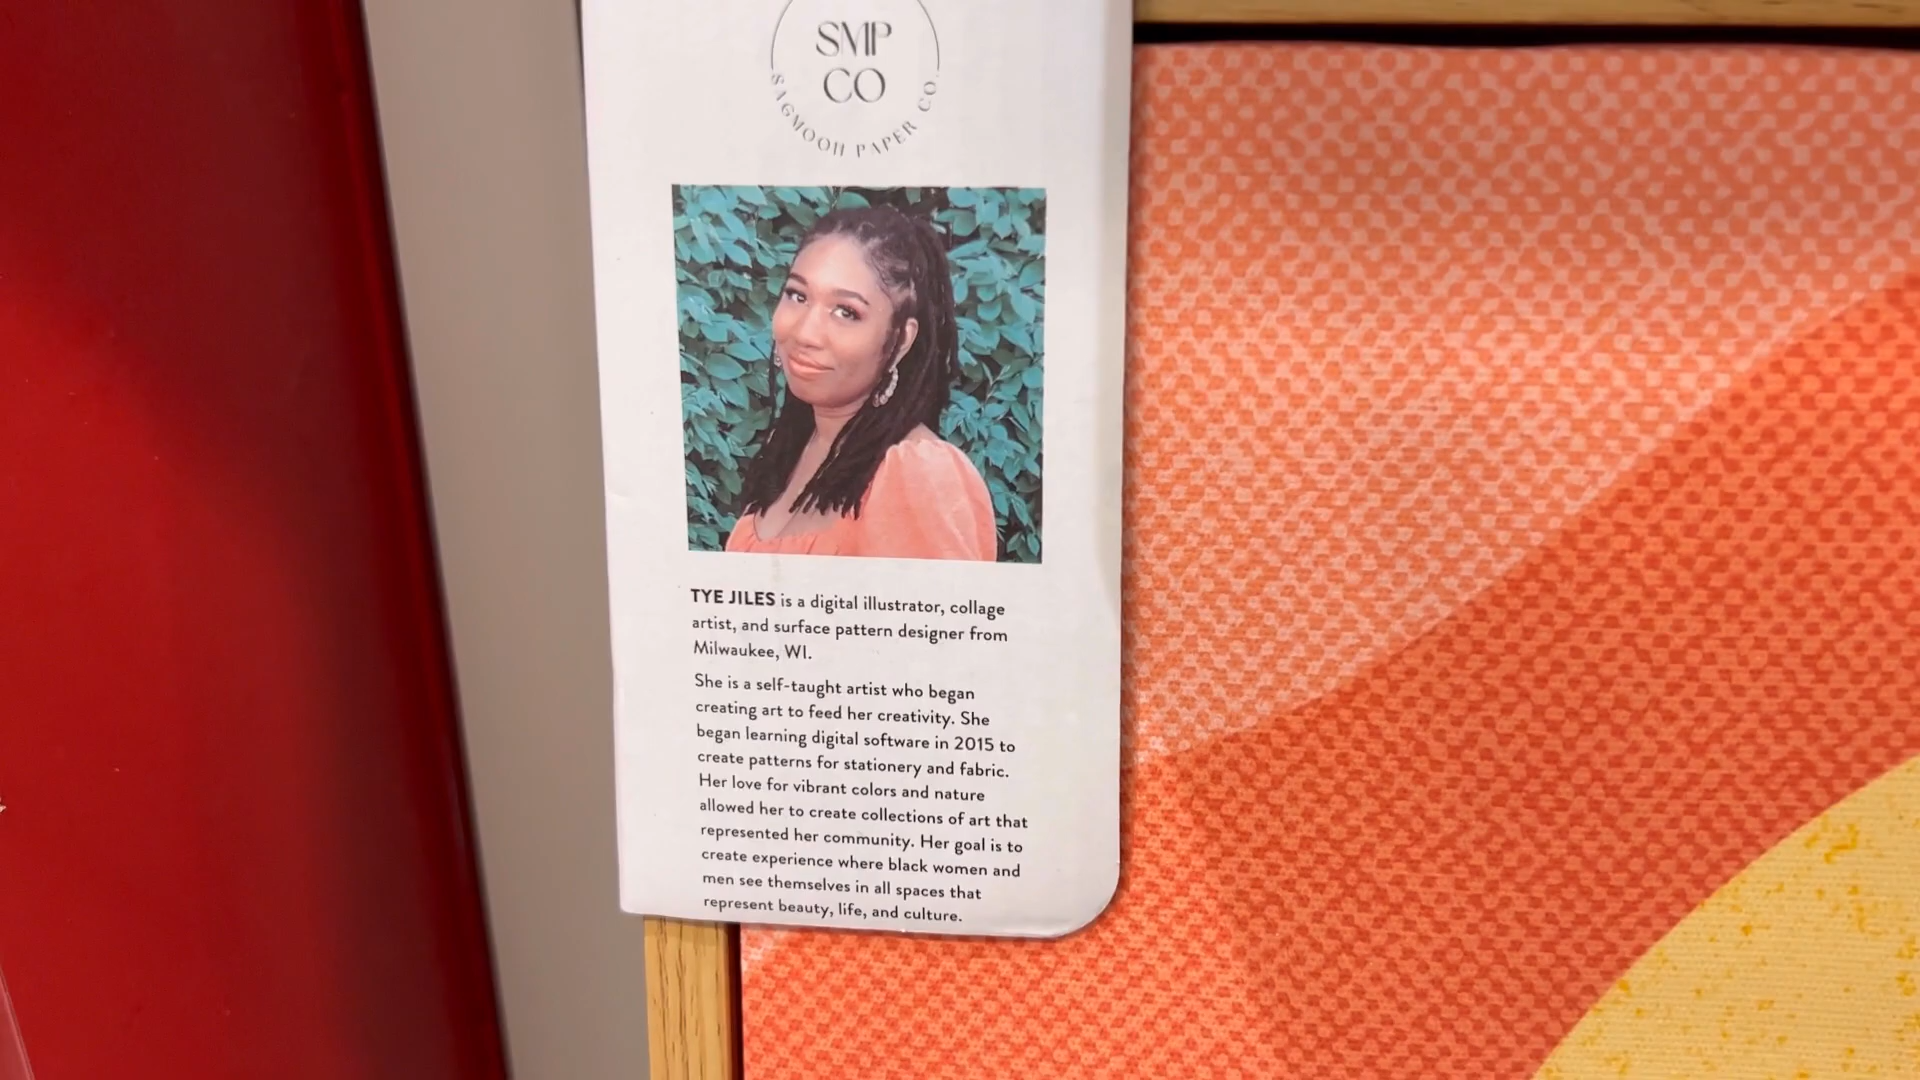 SMP
CO
SAGMOOH PAPER CO.
TYE JILES is a digital illustrator, collage
artist, and surface pattern designer from
Milwaukee, WI.
She is a self-taught artist who began
creating art to feed her creativity. She
began learning digital software in 2015 to
create patterns for stationery and fabric.
Her love for vibrant colors and nature
allowed her to create collections of art that
represented her community. Her goal is to
create experience where black women and
men see themselves in all spaces that
represent beauty, life, and culture.